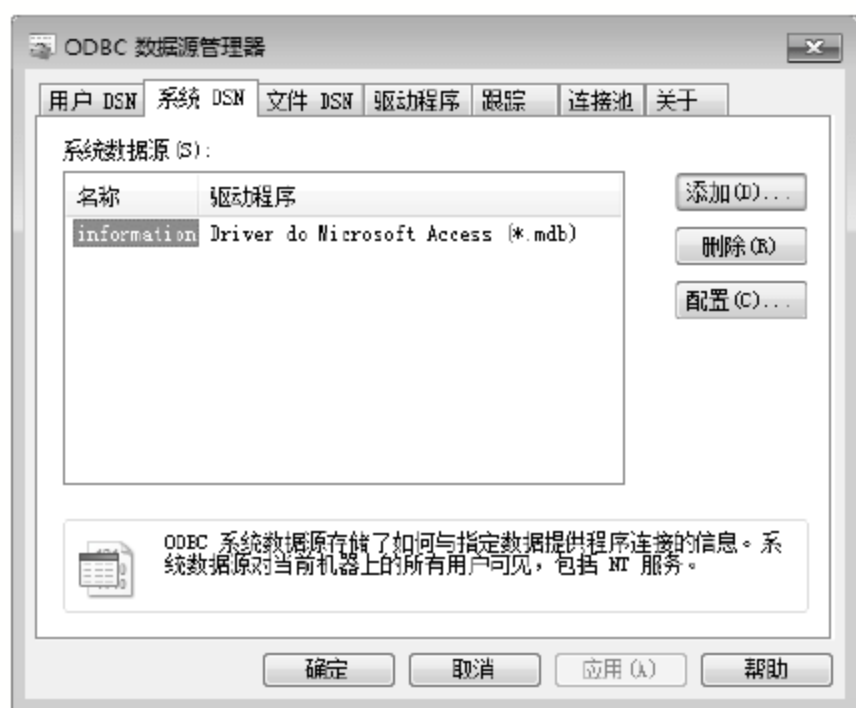 ODBC 数据源管理器
用户 DSN 系统 DSN 文件 DSN 驱动程序 跟踪 连接池 关于
系统数据源(S):
名称 驱动程序
添加(D)...
information Driver do Microsoft Access (*.mdb)
删除(R)
配置(C)...
ODBC 系统数据源存储了如何与指定数据提供程序连接的信息。系
统数据源对当前机器上的所有用户可见，包括 NT 服务。
确定 取消 应用(A) 帮助